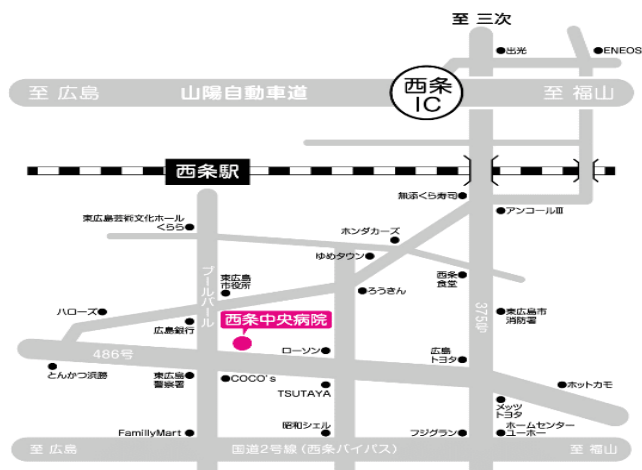 至 三次
出光
ENEOS
西条
IC
至 広島
山陽自動車道
至 福山
西条駅
無添くら寿司
アンコールⅢ
東広島芸術文化ホール
くらら
ホンダカーズ
ゆめタウン
ブールバール
東広島
市役所
ろうきん
西条
食堂
375号
ハローズ
広島銀行
西条中央病院
東広島市
消防署
486号
ローソン
広島
トヨタ
とんかつ浜勝
東広島
警察署
COCO's
TSUTAYA
ホットカモ
メッツ
トヨタ
FamillyMart
昭和シェル
フジグラン
ホームセンター
ユーホー
至 広島
国道2号線(西条バイパス)
至 福山